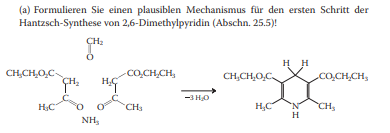 (a) Formulieren Sie einen plausiblen Mechanismus für den ersten Schritt der
Hantzsch-Synthese von 2,6-Dimethylpyridin (Abschn. 25.5)!
CH₂
O
CH₃CH₂O₂C
CH₂
H₂C
CO₂CH₂CH₃
H₃C
C
O
O
C
CH₃
NH₃
−3 H₂O
H H
CH₃CH₂O₂C
CO₂CH₂CH₃
H₃C
N
H
CH₃